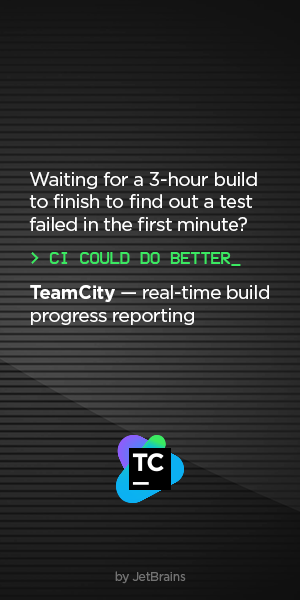 Waiting for a 3-hour build
to finish to find out a test
failed in the first minute?
> CI COULD DO BETTER_
TeamCity — real-time build
progress reporting
TC
by JetBrains